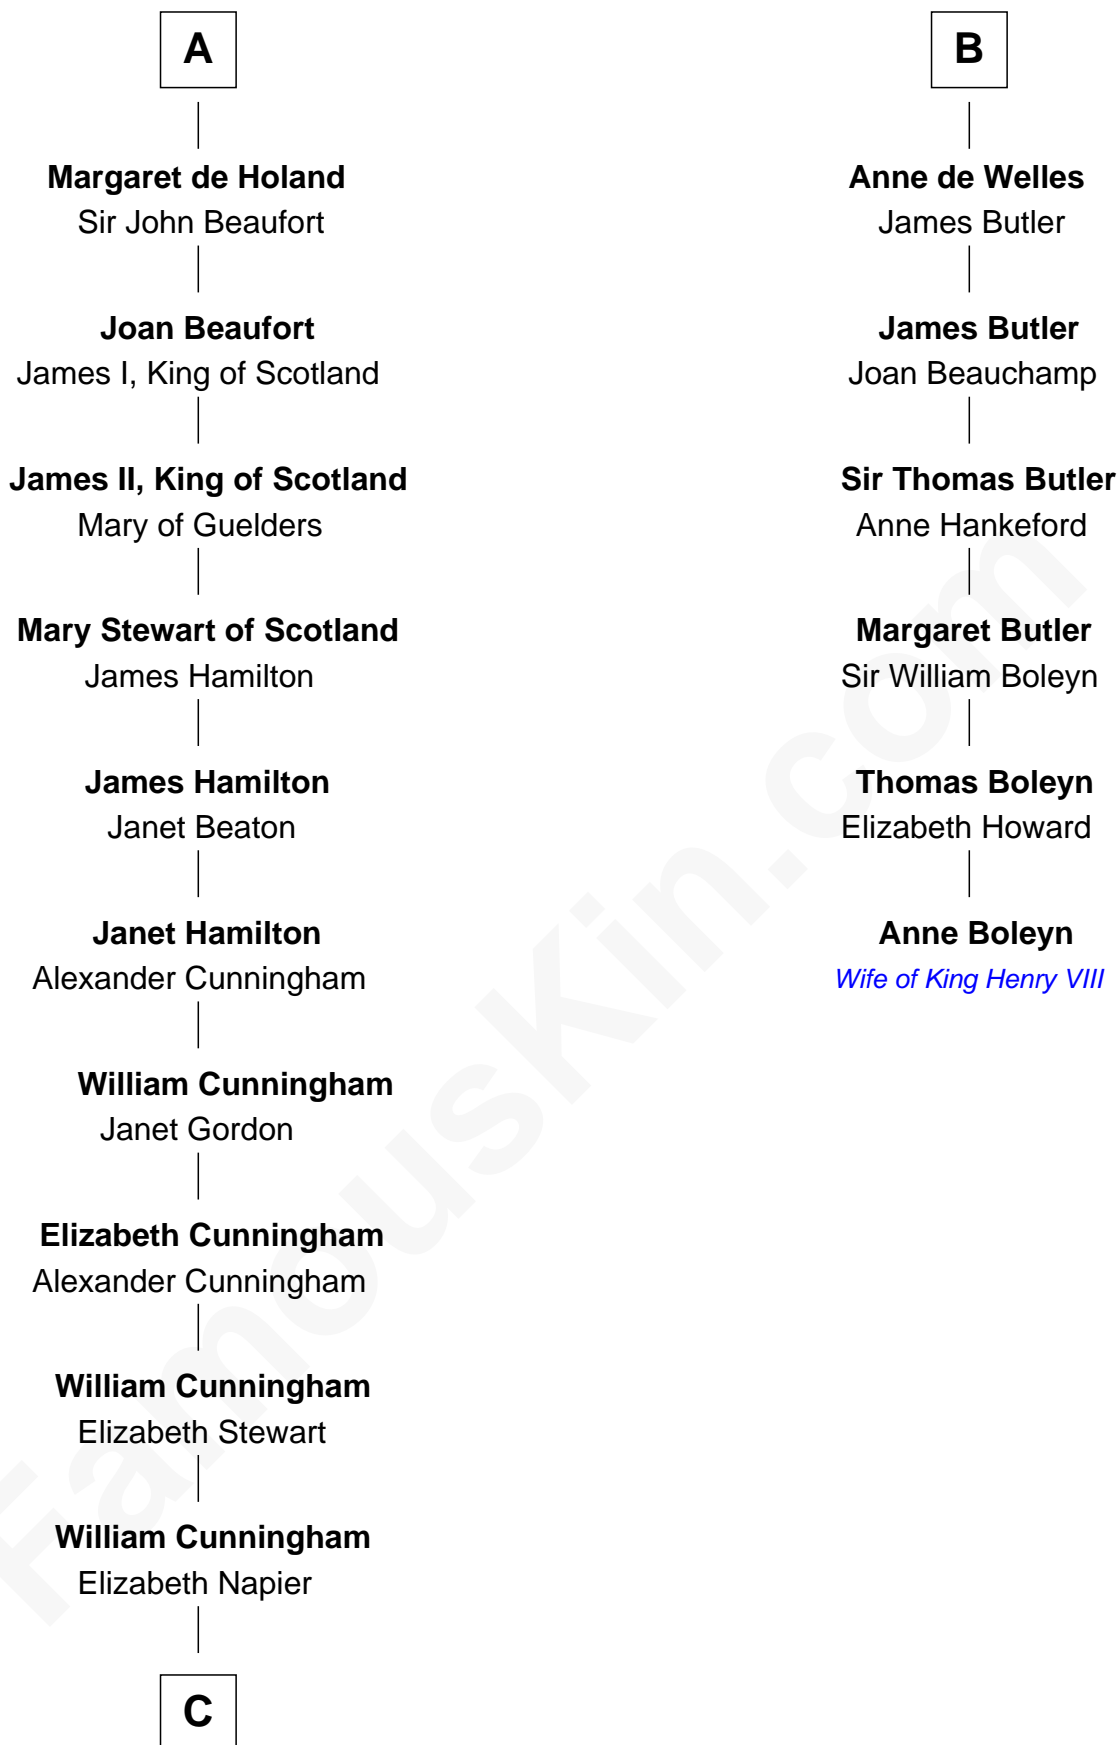 A
Margaret de Holand
Sir John Beaufort
Joan Beaufort
James I, King of Scotland
James II, King of Scotland
Mary of Guelders
Mary Stewart of Scotland
James Hamilton
James Hamilton
Janet Beaton
Janet Hamilton
Alexander Cunningham
William Cunningham
Janet Gordon
Elizabeth Cunningham
Alexander Cunningham
William Cunningham
Elizabeth Stewart
William Cunningham
Elizabeth Napier
C
B
Anne de Welles
James Butler
James Butler
Joan Beauchamp
Sir Thomas Butler
Anne Hankeford
Margaret Butler
Sir William Boleyn
Thomas Boleyn
Elizabeth Howard
Anne Boleyn
Wife of King Henry VIII
FamousKin.com